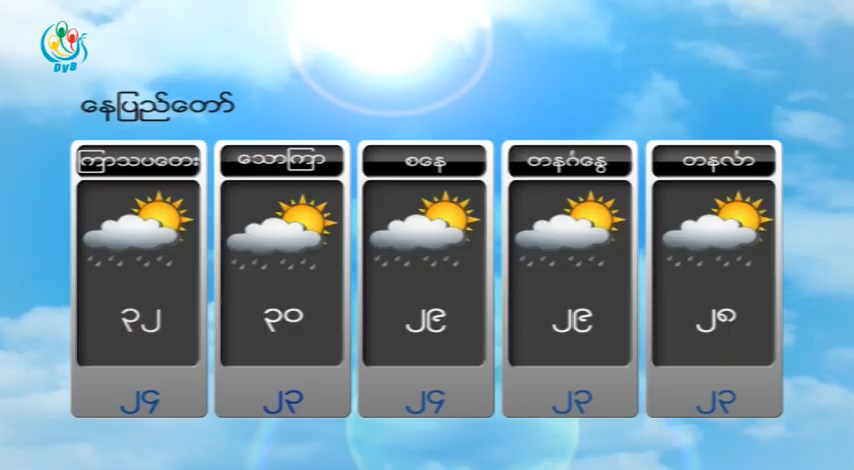 DVB
နေပြည်တော်
ကြာသပတေး သောကြာ စနေ တနင်္ဂနွေ တနင်္လာ
၃၂ ၃၀ ၂၉ ၂၉ ၂၈
၂၄ ၂၃ ၂၄ ၂၃ ၂၃